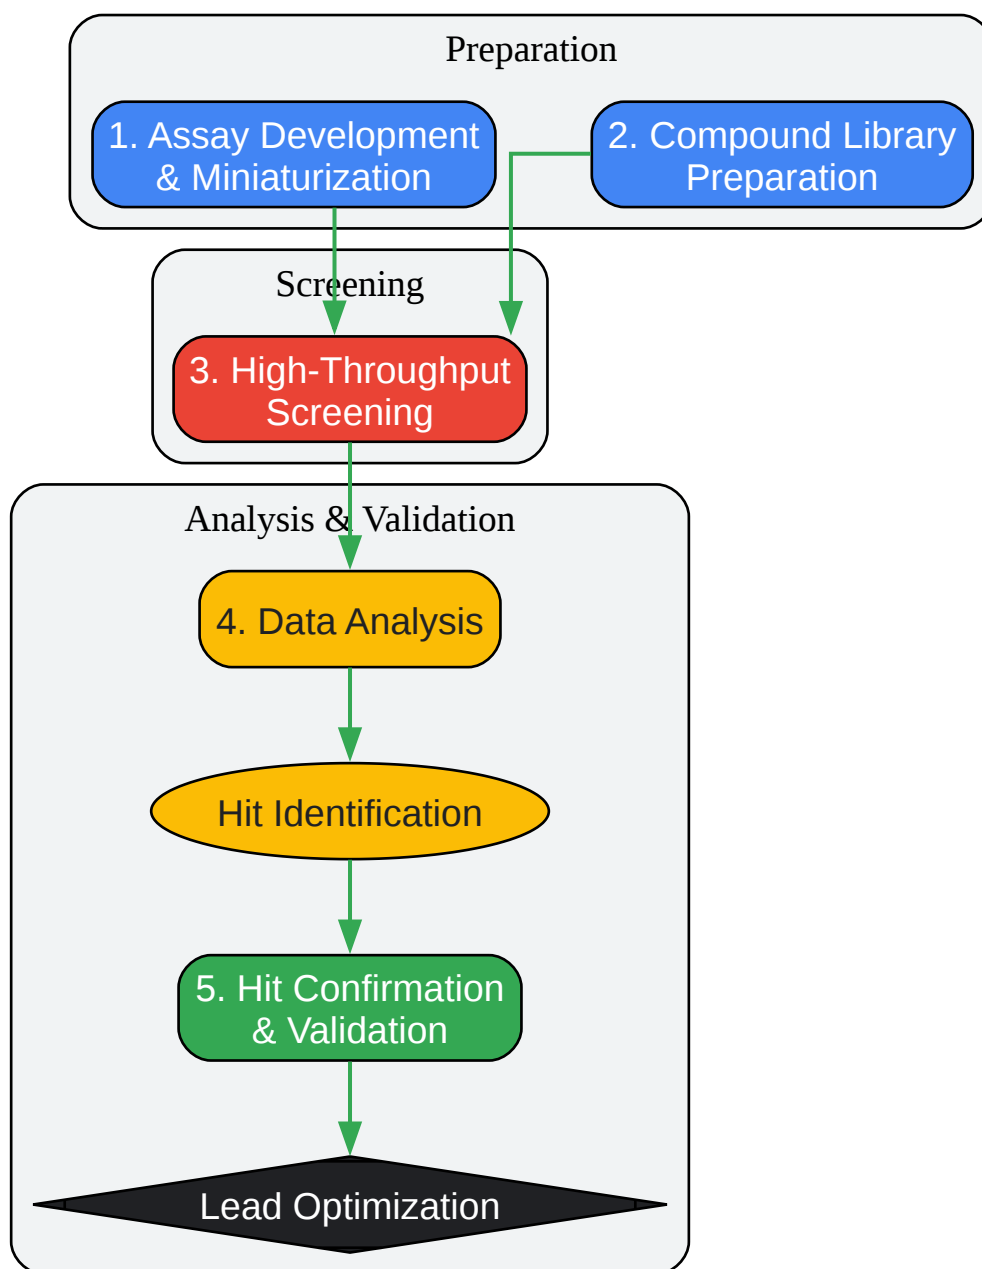 Preparation
1. Assay Development
& Miniaturization
2. Compound Library
Preparation
Screening
3. High-Throughput
Screening
Analysis & Validation
4. Data Analysis
Hit Identification
5. Hit Confirmation
& Validation
Lead Optimization